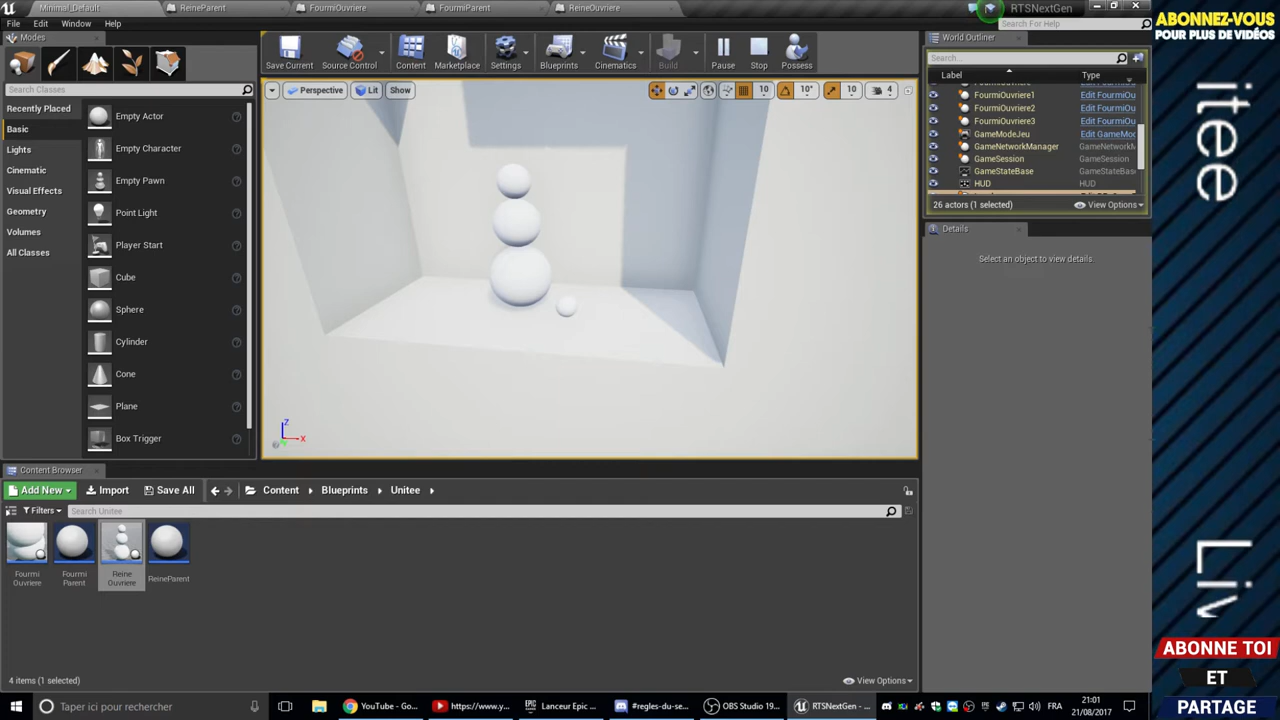 Minimal_Default
ReineParent
FourmiOuvriere
FourmiParent
ReineOuvriere
RTSNextGen
File
Edit
Window
Help
Search For Help
Modes
Search Classes
Recently Placed
Basic
Lights
Cinematic
Visual Effects
Geometry
Volumes
All Classes
Empty Actor
Empty Character
Empty Pawn
Point Light
Player Start
Cube
Sphere
Cylinder
Cone
Plane
Box Trigger
Save Current
Source Control
Content
Marketplace
Settings
Blueprints
Cinematics
Build
Pause
Stop
Possess
Perspective
Lit
Show
10
10°
10
4
Z
X
World Outliner
Search...
Label
Type
FourmiOuvriere1
Edit FourmiOu
FourmiOuvriere2
Edit FourmiOu
FourmiOuvriere3
Edit FourmiOu
GameModeJeu
Edit GameMod
GameNetworkManager
GameNetworkM
GameSession
GameSession
GameStateBase
GameStateBas
HUD
HUD
26 actors (1 selected)
View Options
Details
Select an object to view details.
Content Browser
Add New
Import
Save All
Content
Blueprints
Unitee
Filters
Search Unitee
Fourmi Ouvriere
Fourmi Parent
Reine Ouvriere
ReineParent
4 items (1 selected)
View Options
Taper ici pour rechercher
YouTube - Go...
https://www.y...
Lanceur Epic ...
#regles-du-se...
OBS Studio 19...
RTSNextGen - ...
FR
21:01
21/08/2017
ABONNEZ-VOUS
POUR PLUS DE VIDÉOS
itee
Liv
ABONNE TOI
ET
PARTAGE